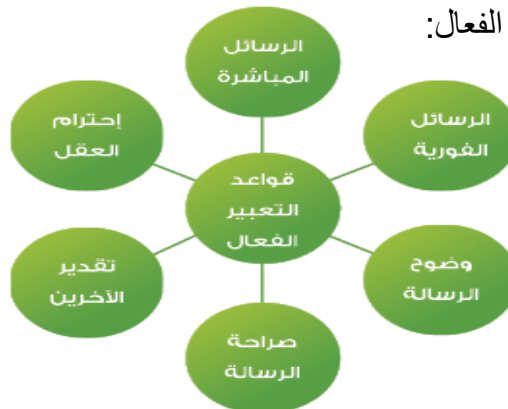 الفعال:
الرسائل
المباشرة
الرسائل
الفورية
إحترام
العقل
قواعد
التعبير
الفعال
وضوح
الرسالة
تقدير
الآخرين
صراحة
الرسالة